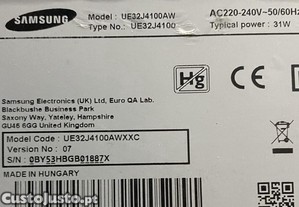 SAMSUNG
Model : UE32J4100AW
Type No.: UE32J4100
AC220-240V~50/60Hz
Typical power : 31W
Hg
CE
Samsung Electronics (UK) Ltd, Euro QA Lab.
Blackbushe Business Park
Saxony Way, Yateley, Hampshire
GU46 6GG United Kingdom
Model Code : UE32J4100AWXXC
Version No : 07
S/N: 0BY53HBGB01887X
MADE IN HUNGARY
CustoJusto.pt